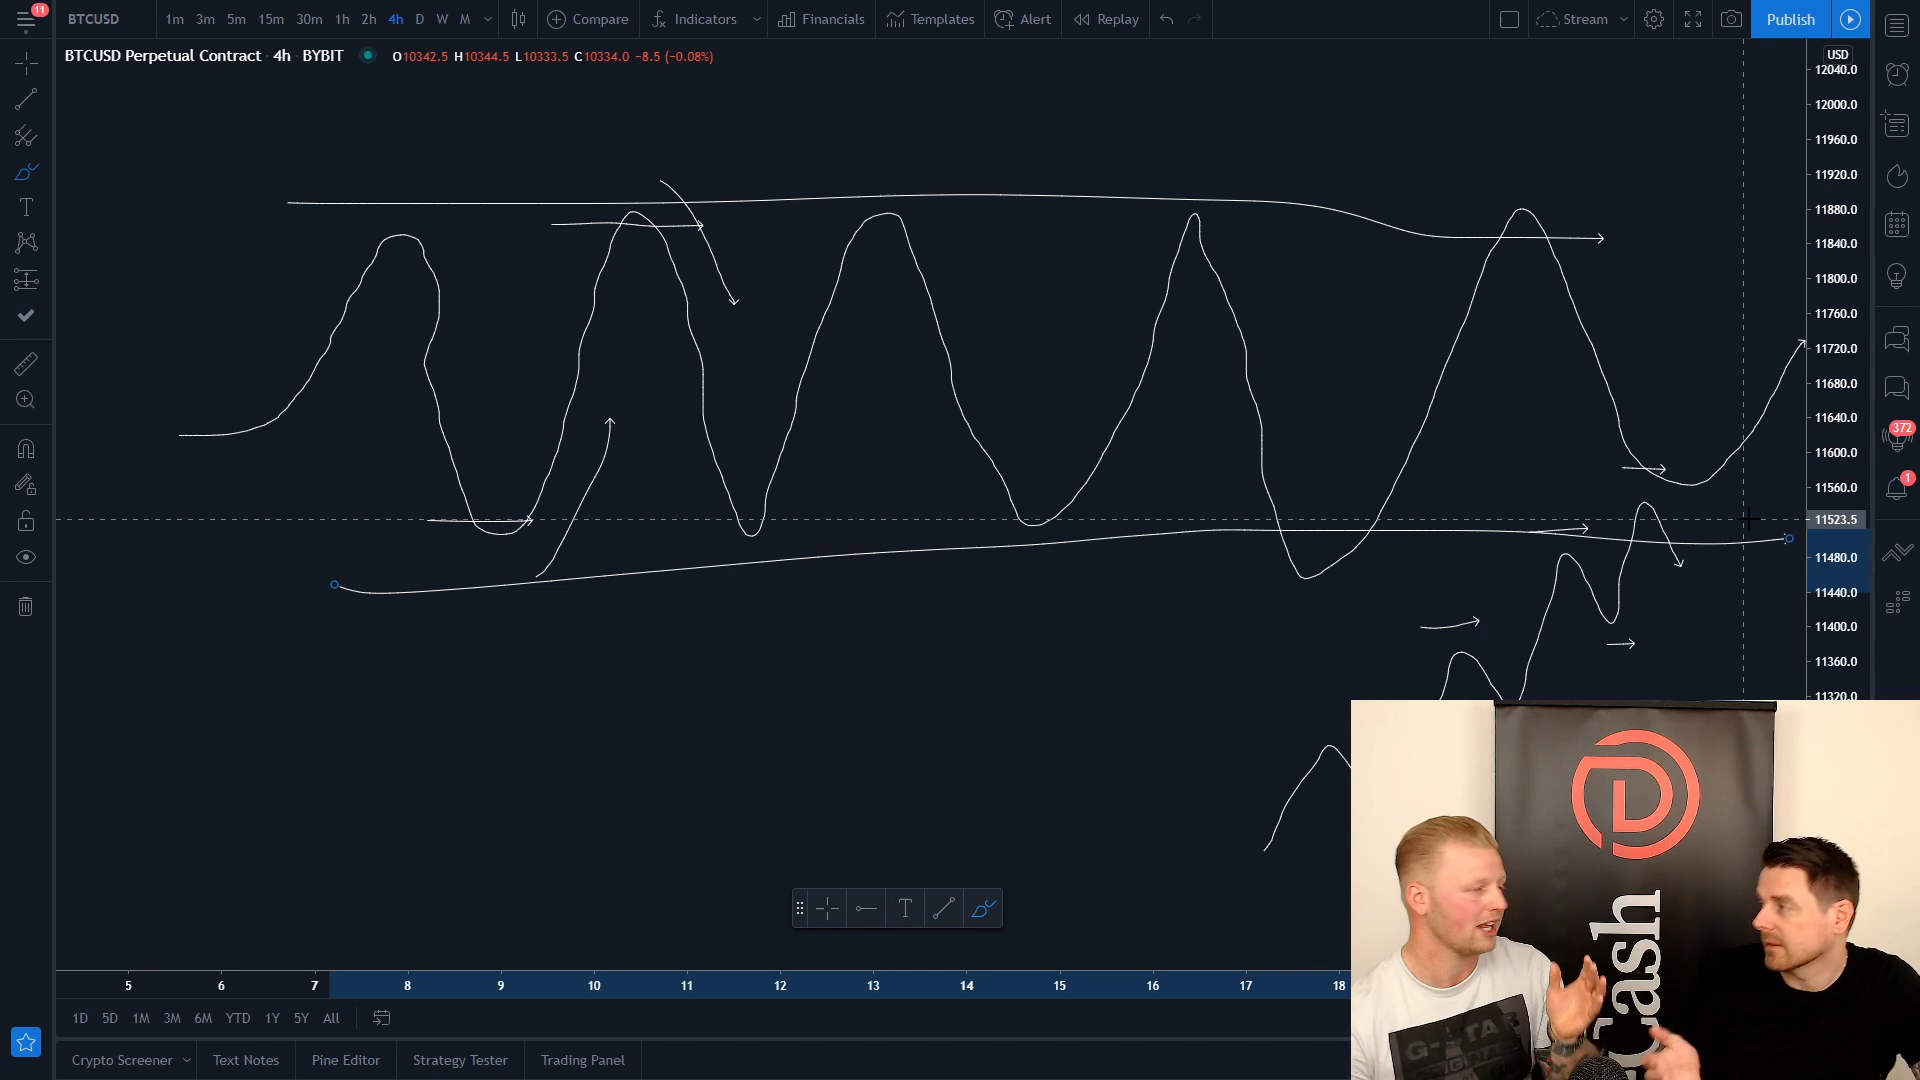 11
BTCUSD 1m 3m 5m 15m 30m 1h 2h 4h D W M Compare Indicators Financials Templates Alert Replay Stream Publish
BTCUSD Perpetual Contract · 4h · BYBIT O10342.5 H10344.5 L10333.5 C10334.0 −8.5 (−0.08%)
USD
12040.0
12000.0
11960.0
11920.0
11880.0
11840.0
11800.0
11760.0
11720.0
11680.0
11640.0
11600.0
11560.0
11523.5
11480.0
11440.0
11400.0
11360.0
11320.0
372
1
T
T
5 6 7 8 9 10 11 12 13 14 15 16 17 18
1D 5D 1M 3M 6M YTD 1Y 5Y All
Crypto Screener Text Notes Pine Editor Strategy Tester Trading Panel
Cash
G-STAR